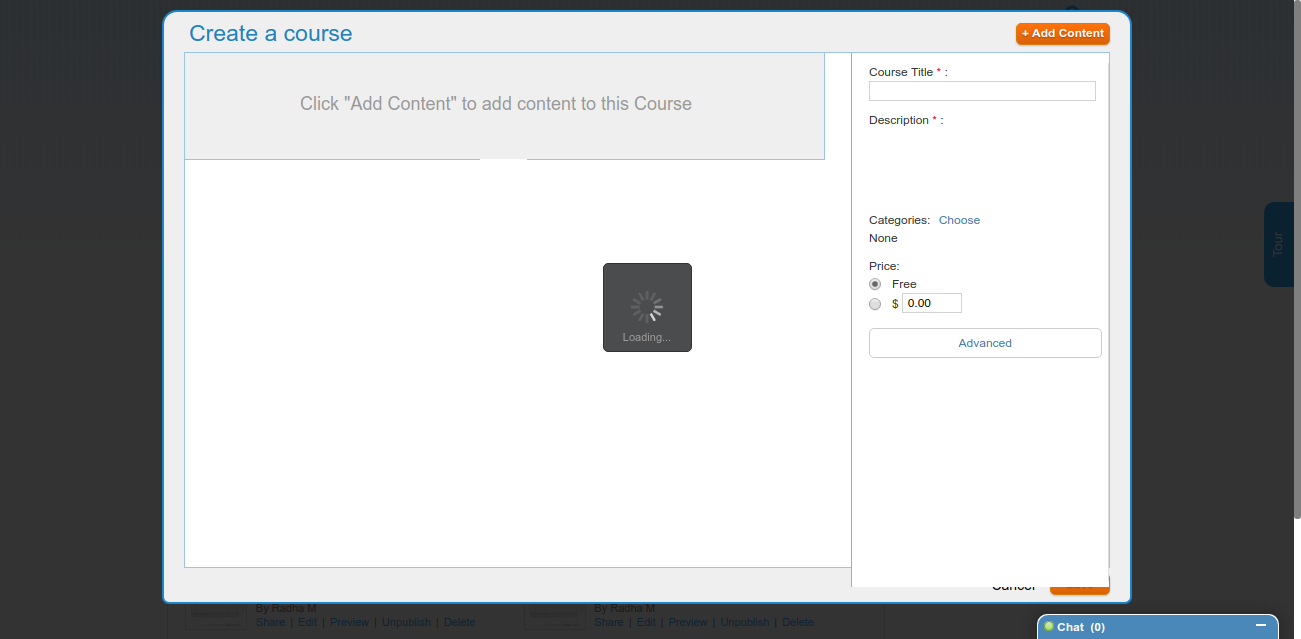 Create a course
+ Add Content
Click "Add Content" to add content to this Course
Course Title * :
Description * :
Categories: Choose
None
Price:
Free
$ 0.00
Advanced
Loading...
Tour
Cancel
By Radha M
Share | Edit | Preview | Unpublish | Delete
By Radha M
Share | Edit | Preview | Unpublish | Delete
Chat (0)